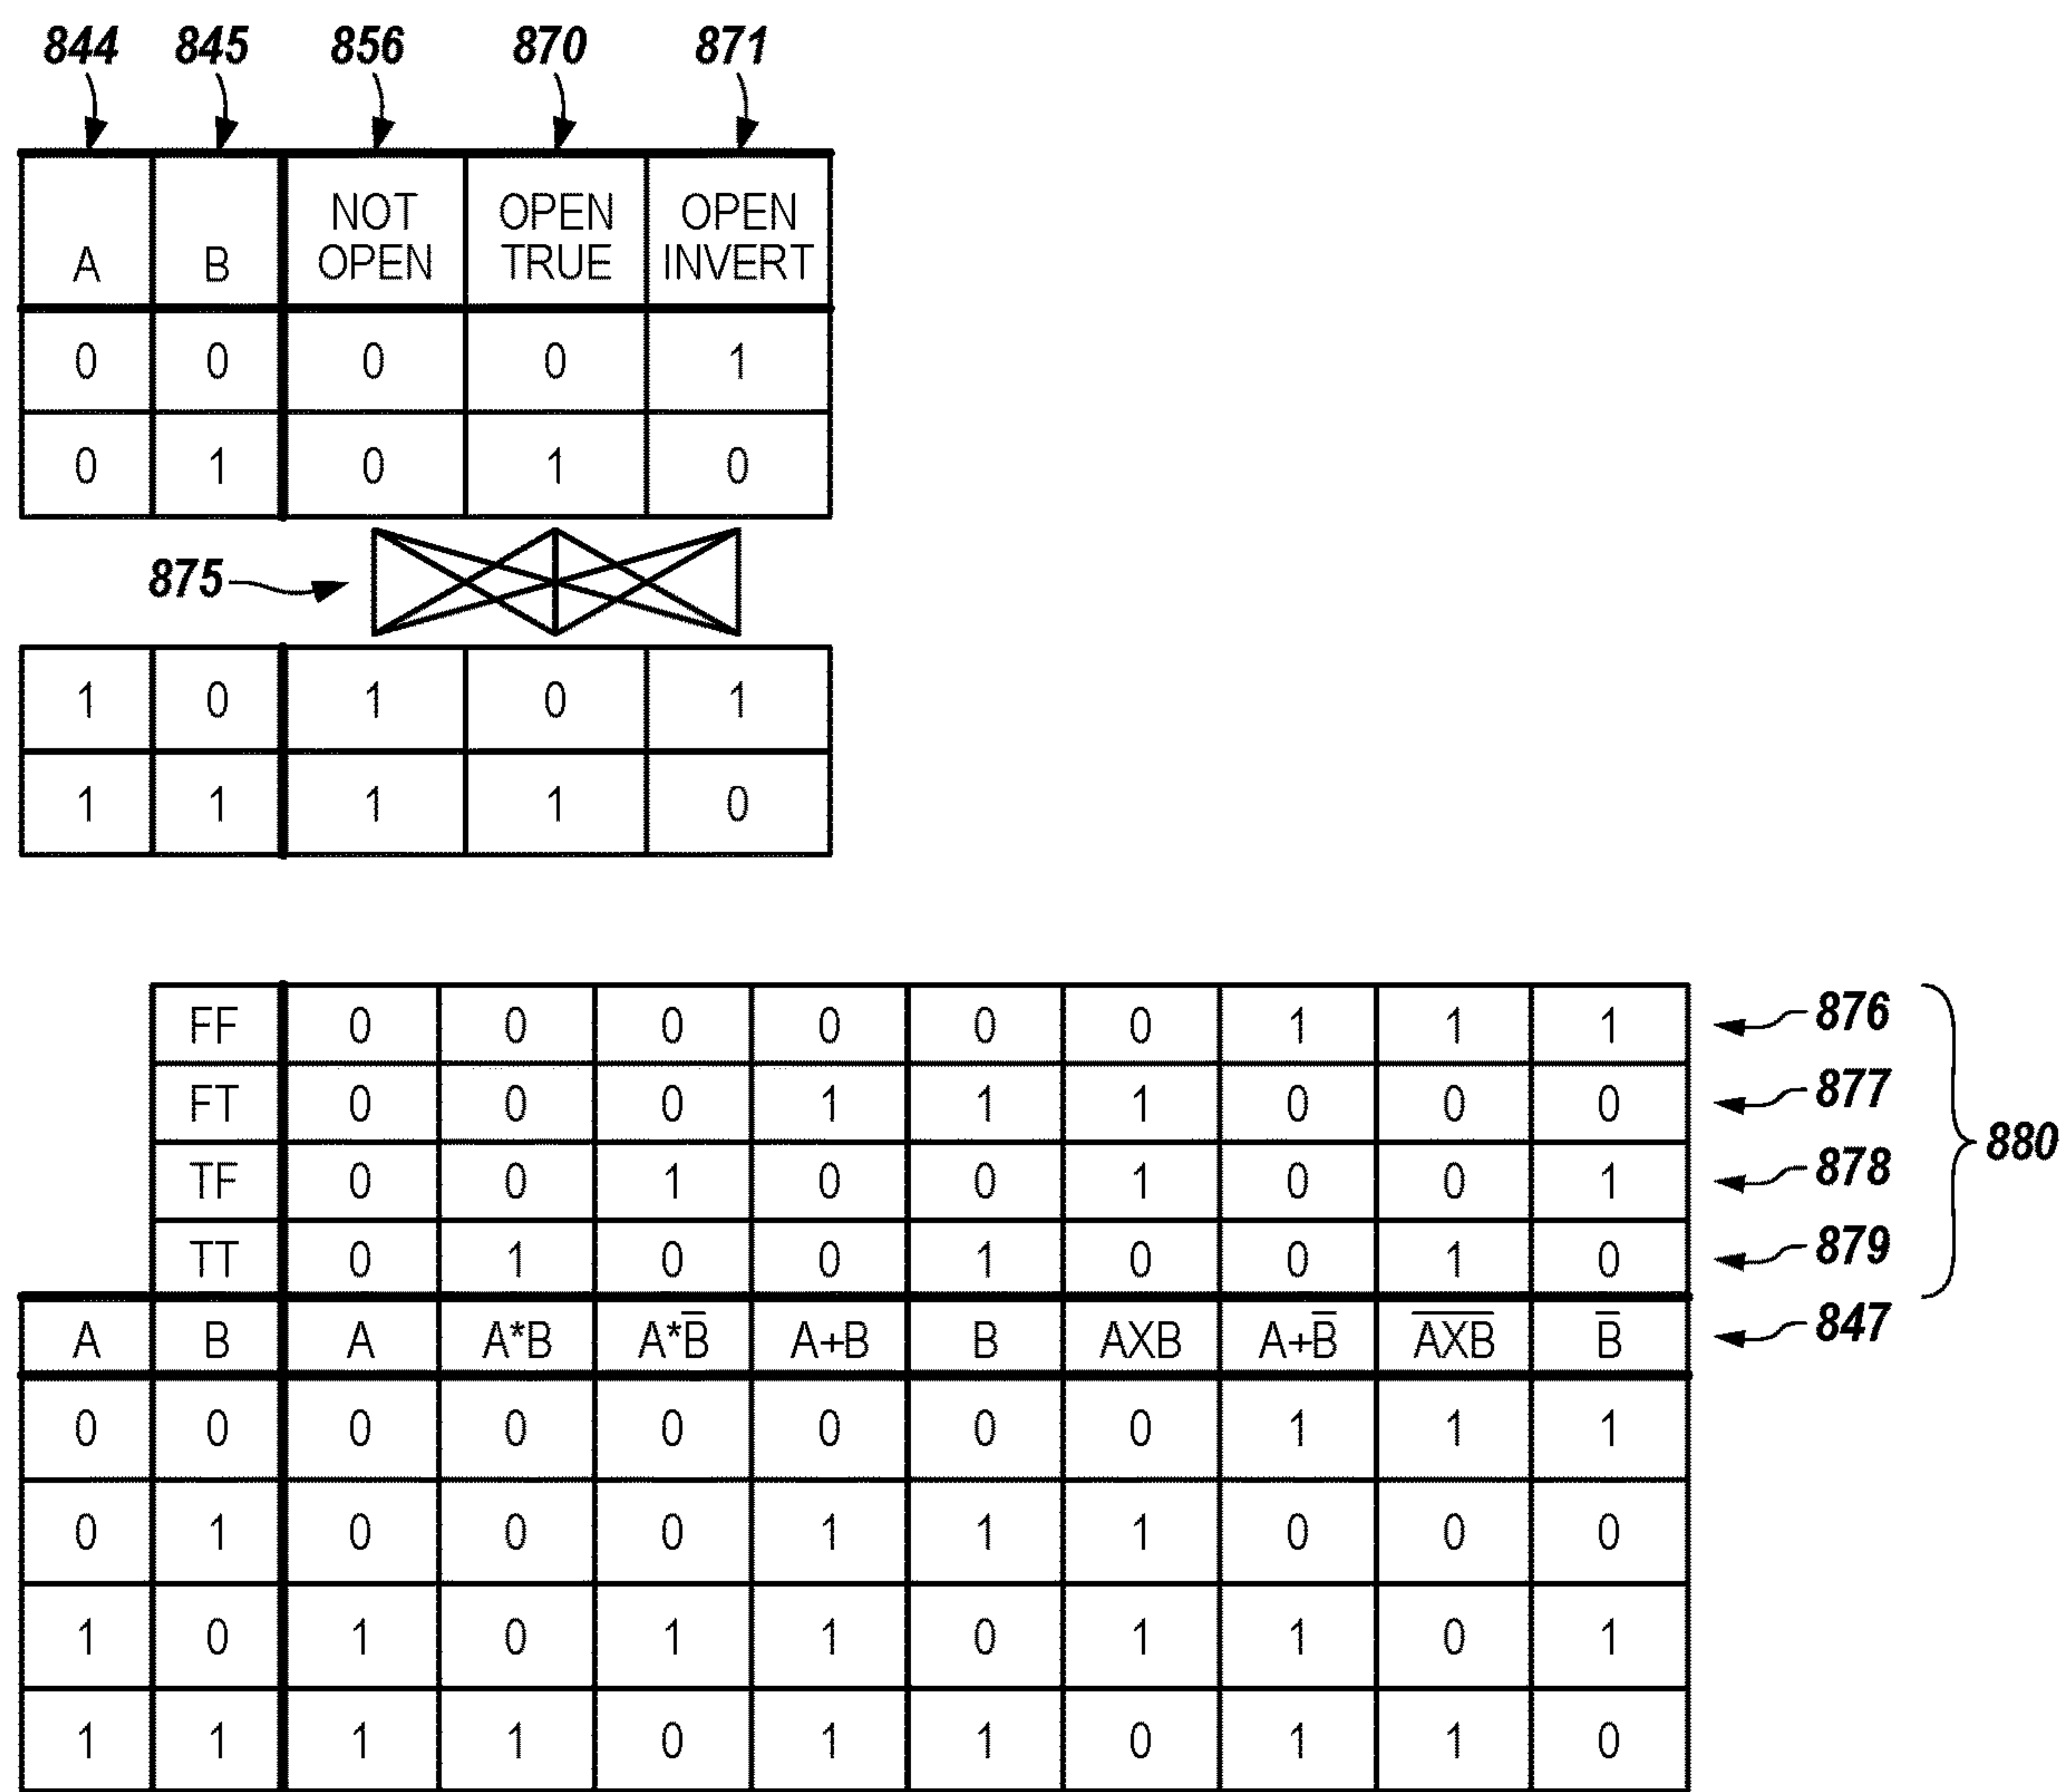 844 845 856 870 871
A B NOT OPEN OPEN TRUE OPEN INVERT
0 0 0 0 1
0 1 0 1 0
875
1 0 1 0 1
1 1 1 1 0
FF 0 0 0 0 0 0 1 1 1 876
FT 0 0 0 1 1 1 0 0 0 877
TF 0 0 1 0 0 1 0 0 1 878
880
TT 0 1 0 0 1 0 0 1 0 879
A B A A*B A*B̅ A+B B AXB A+B̅ A̅X̅B̅ B̅ 847
0 0 0 0 0 0 0 0 1 1 1
0 1 0 0 0 1 1 1 0 0 0
1 0 1 0 1 1 0 1 1 0 1
1 1 1 1 0 1 1 0 1 1 0